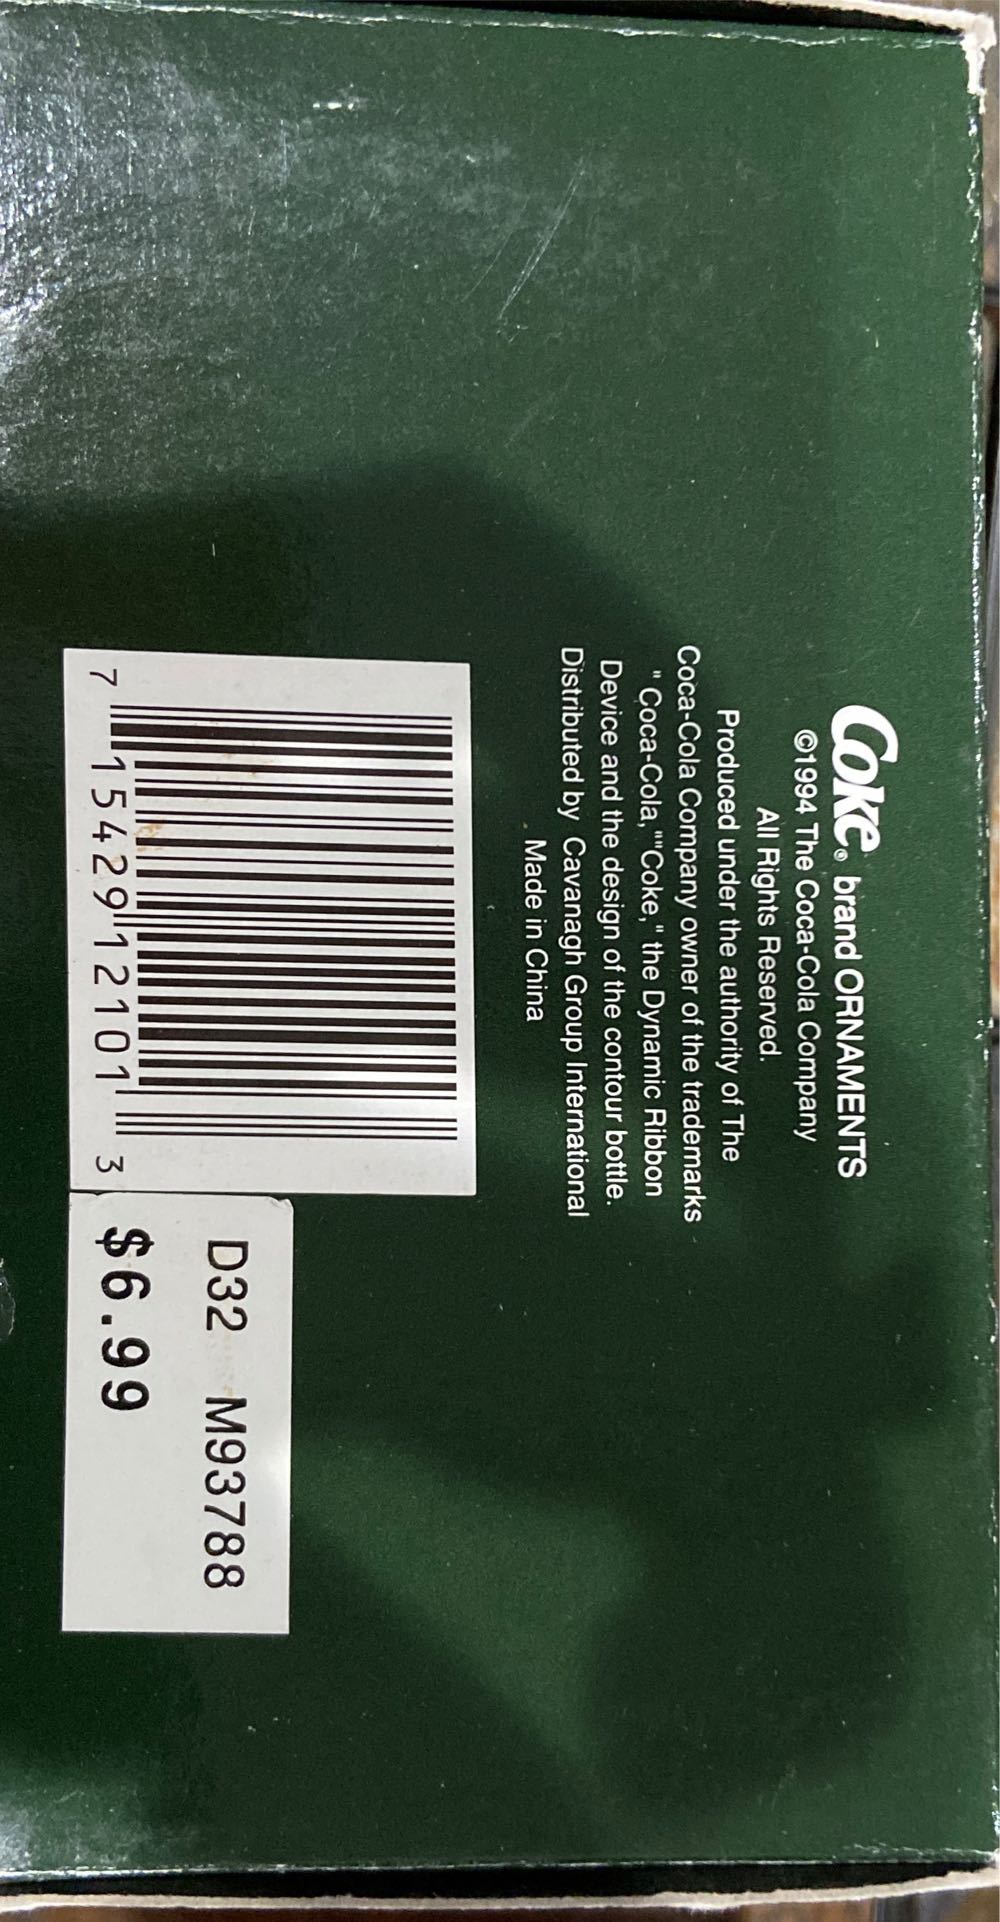 Coke® brand ORNAMENTS
©1994 The Coca-Cola Company
All Rights Reserved.
Produced under the authority of The
Coca-Cola Company owner of the trademarks
"Coca-Cola,""Coke," the Dynamic Ribbon
Device and the design of the contour bottle.
Distributed by Cavanagh Group International
Made in China
7 15429 12101 3
D32 M93788
$6.99